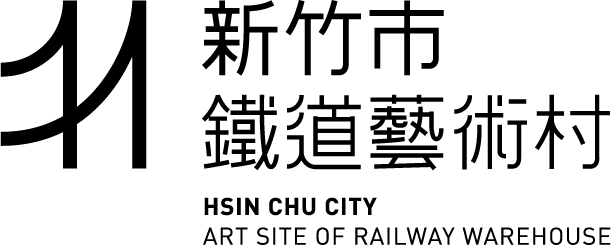 新竹市
鐵道藝術村
HSIN CHU CITY
ART SITE OF RAILWAY WAREHOUSE